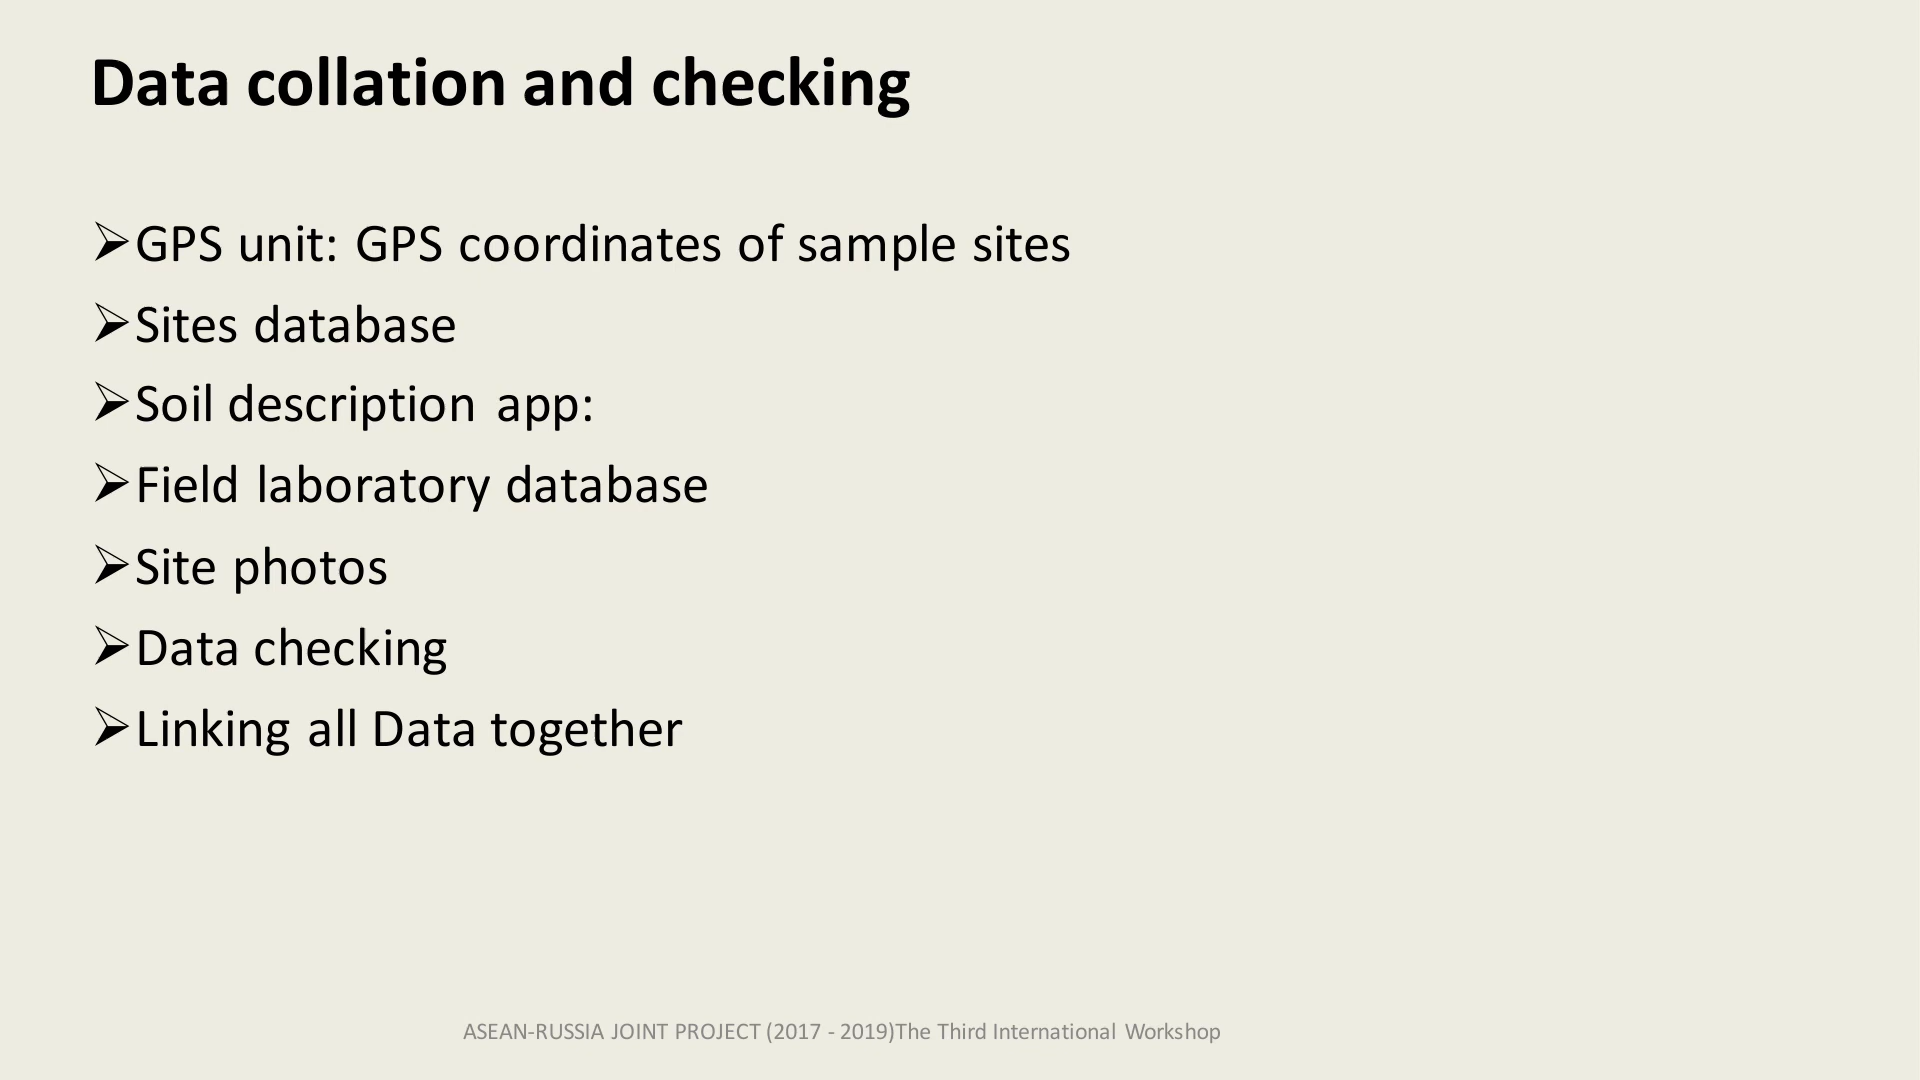 Data collation and checking
➢GPS unit: GPS coordinates of sample sites
➢Sites database
➢Soil description app:
➢Field laboratory database
➢Site photos
➢Data checking
➢Linking all Data together
ASEAN-RUSSIA JOINT PROJECT (2017 - 2019)The Third International Workshop